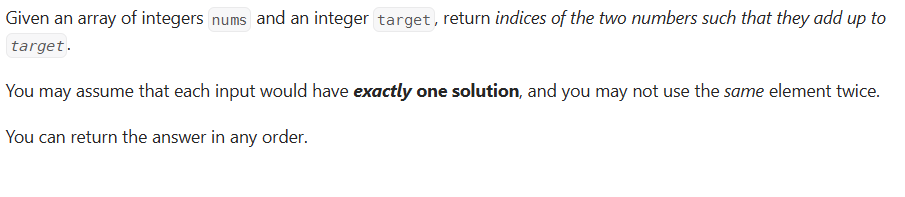 Given an array of integers nums and an integer target, return indices of the two numbers such that they add up to
target.
You may assume that each input would have exactly one solution, and you may not use the same element twice.
You can return the answer in any order.